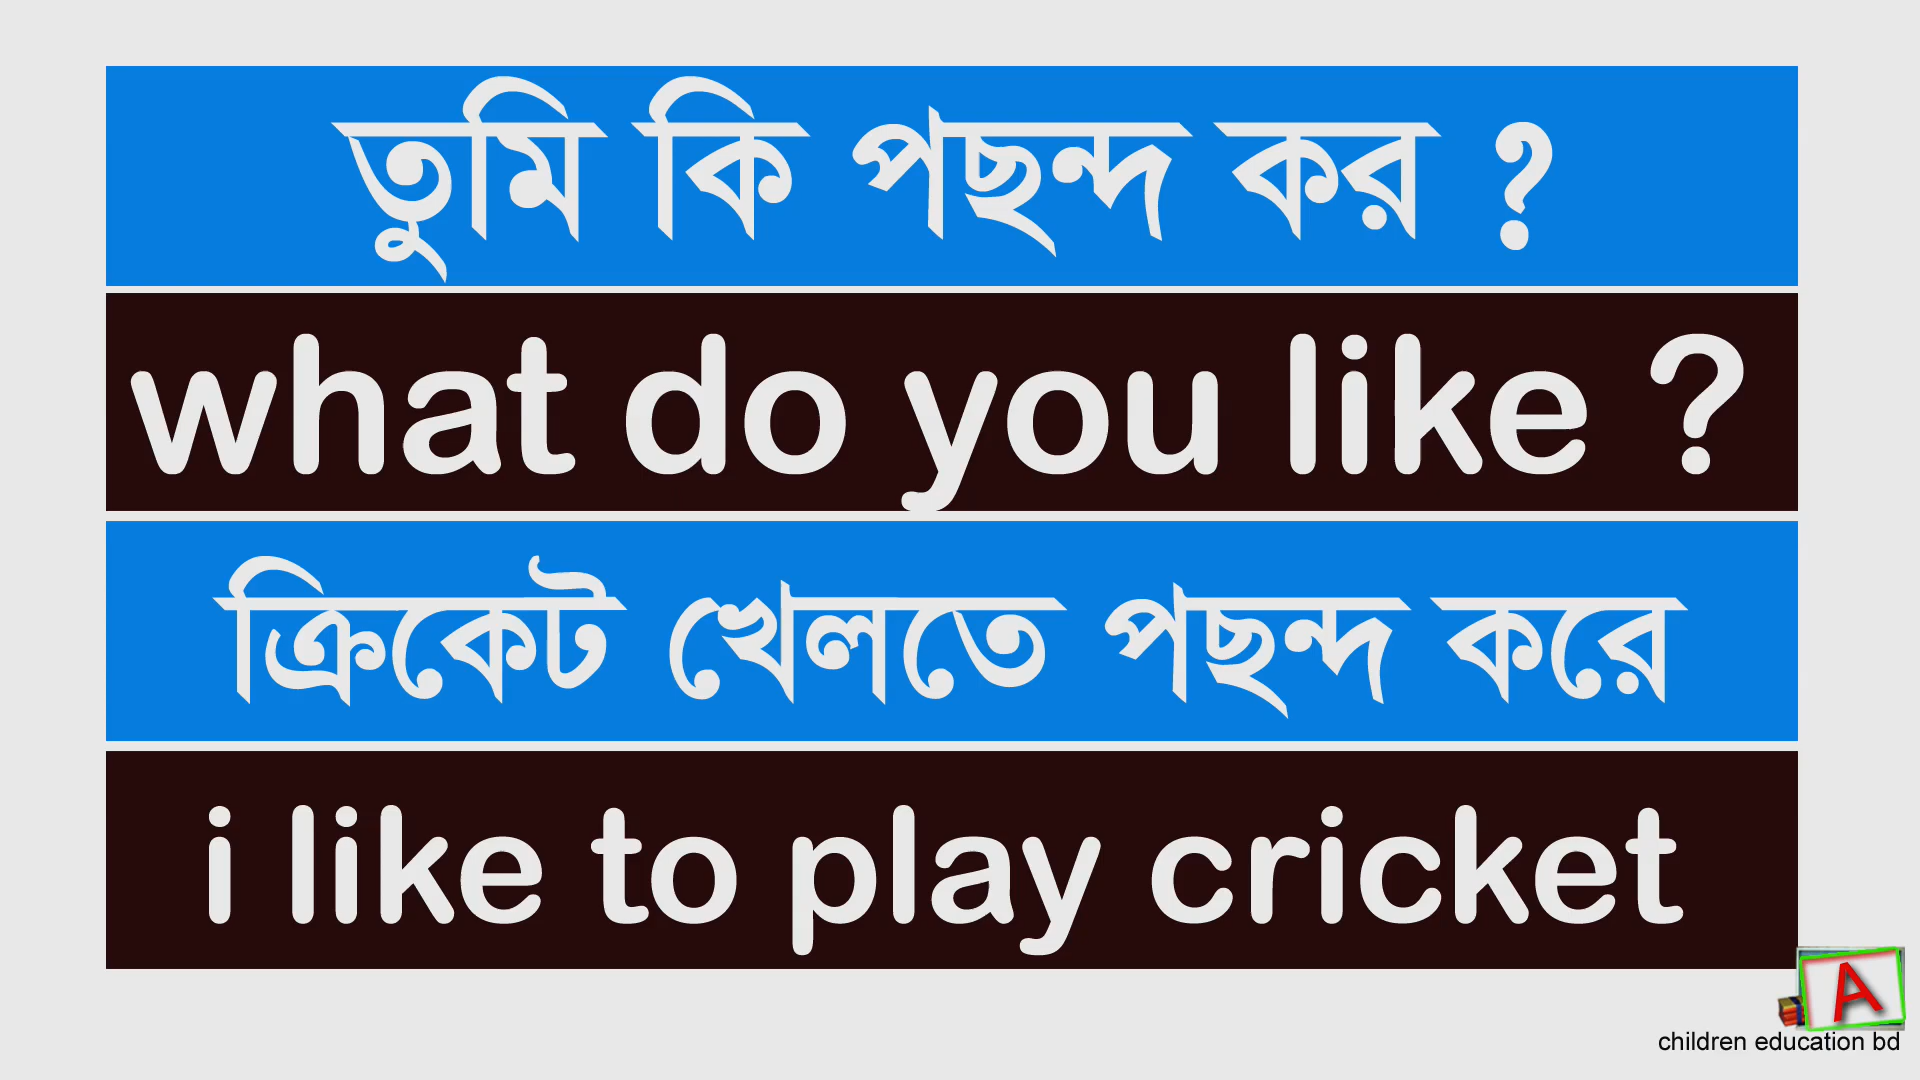 তুমি কি পছন্দ কর ?
what do you like ?
ক্রিকেট খেলতে পছন্দ করে
i like to play cricket
A
children education bd